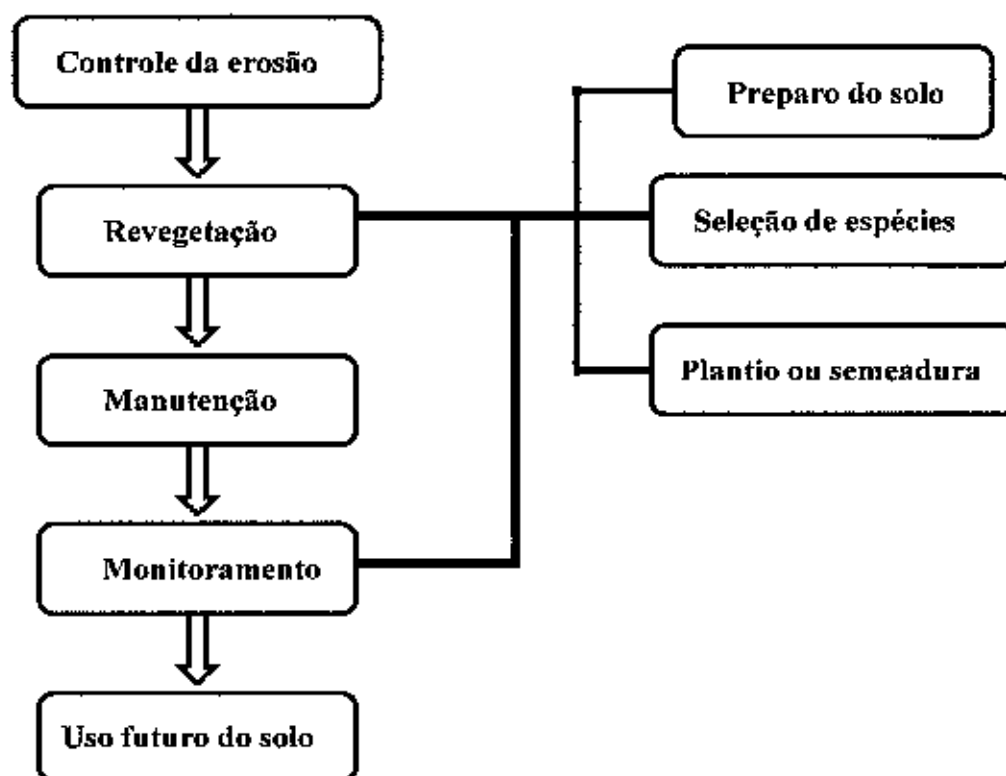 Controle da erosão
Preparo do solo
Revegetação
Seleção de espécies
Plantio ou semeadura
Manutenção
Monitoramento
Uso futuro do solo